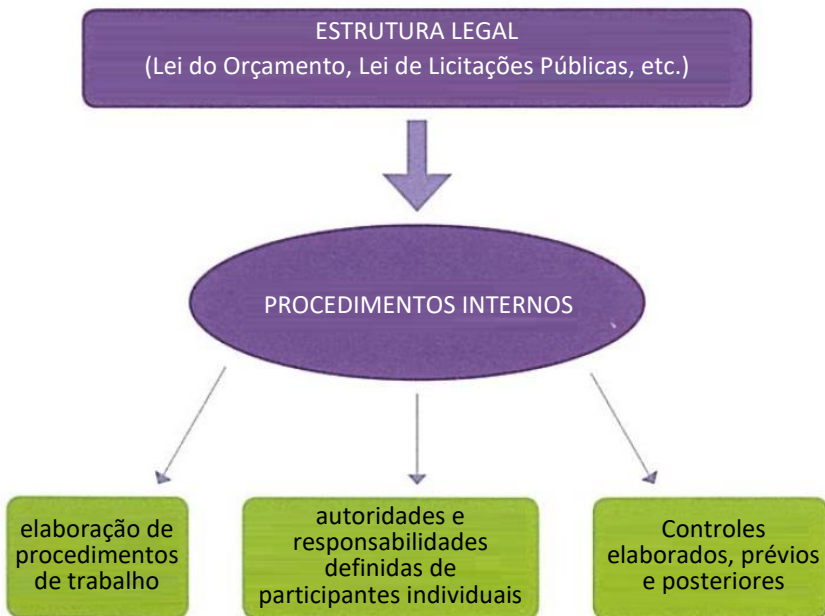 ESTRUTURA LEGAL
(Lei do Orçamento, Lei de Licitações Públicas, etc.)
PROCEDIMENTOS INTERNOS
elaboração de
procedimentos
de trabalho
autoridades e
responsabilidades
definidas de
participantes individuais
Controles
elaborados, prévios
e posteriores